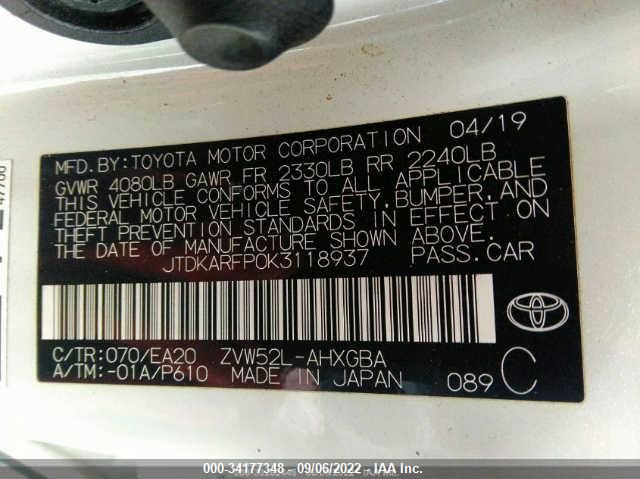 MFD. BY: TOYOTA MOTOR CORPORATION 04/19
GVWR 4080LB GAWR FR 2330LB RR 2240LB
THIS VEHICLE CONFORMS TO ALL APPLICABLE
FEDERAL MOTOR VEHICLE SAFETY, BUMPER, AND
THEFT PREVENTION STANDARDS IN EFFECT ON
THE DATE OF MANUFACTURE SHOWN ABOVE.
JTDKARFP0K3118937 PASS. CAR
C/TR: 070/EA20 ZVW52L-AHXGBA
A/TM: -01A/P610 MADE IN JAPAN 089 C
000-34177348 - 09/06/2022 - IAA Inc.